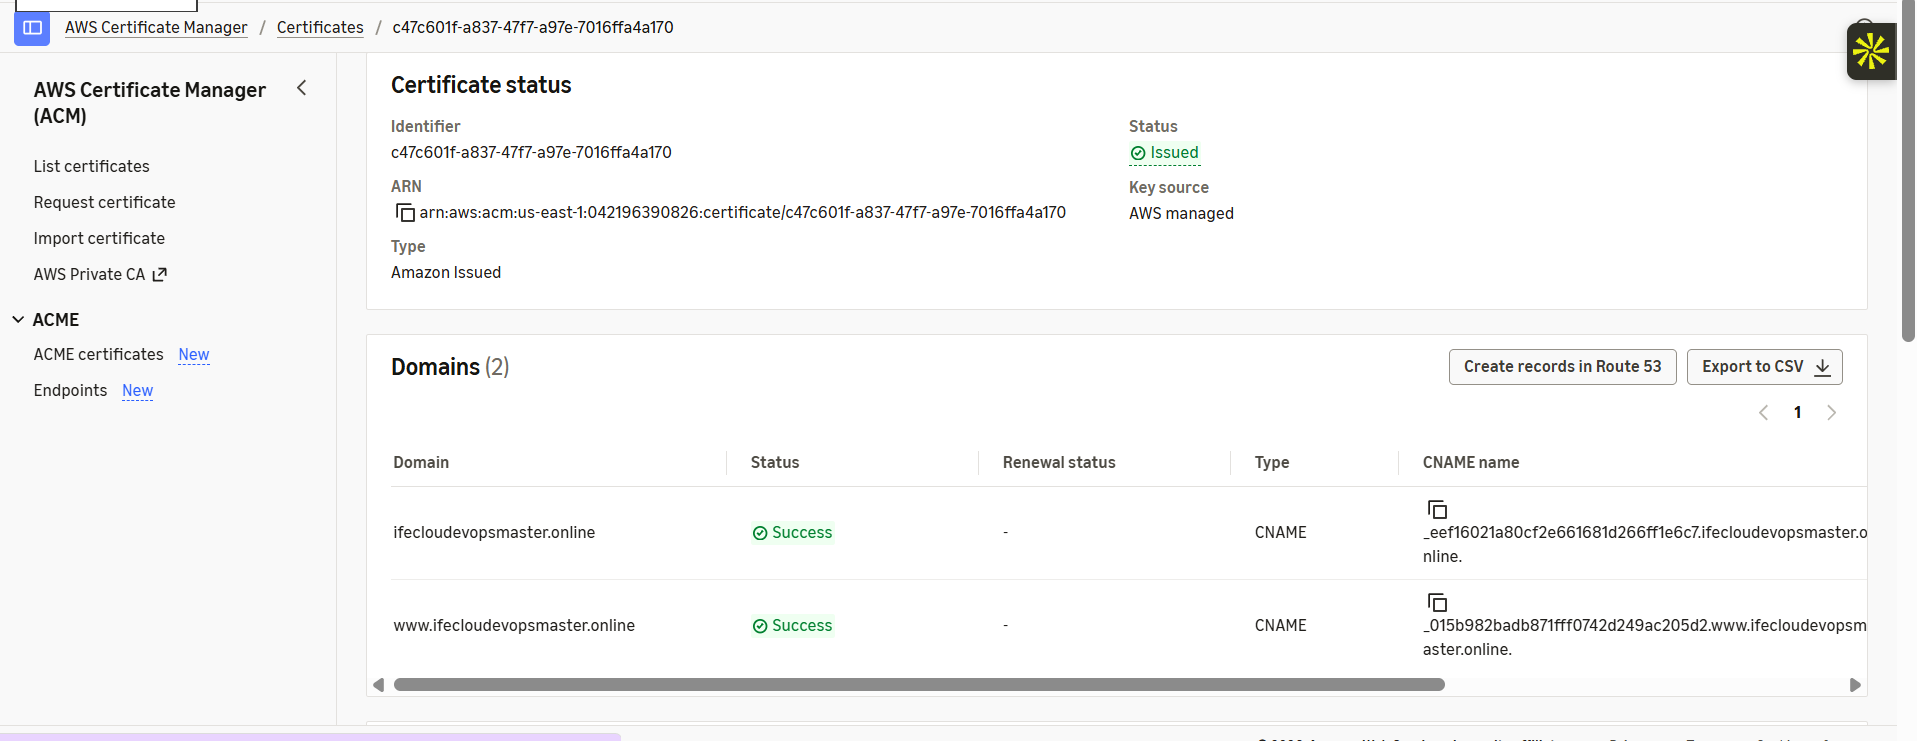 AWS Certificate Manager / Certificates / c47c601f-a837-47f7-a97e-7016ffa4a170
AWS Certificate Manager
(ACM)
List certificates
Request certificate
Import certificate
AWS Private CA
ACME
ACME certificates New
Endpoints New
Certificate status
Identifier
c47c601f-a837-47f7-a97e-7016ffa4a170
Status
Issued
ARN
arn:aws:acm:us-east-1:042196390826:certificate/c47c601f-a837-47f7-a97e-7016ffa4a170
Key source
AWS managed
Type
Amazon Issued
Domains (2)
Create records in Route 53
Export to CSV
1
Domain Status Renewal status Type CNAME name
ifecloudevopsmaster.online Success - CNAME _eef16021a80cf2e661681d266ff1e6c7.ifecloudevopsmaster.o
nline.
www.ifecloudevopsmaster.online Success - CNAME _015b982badb871fff0742d249ac205d2.www.ifecloudevopsm
aster.online.